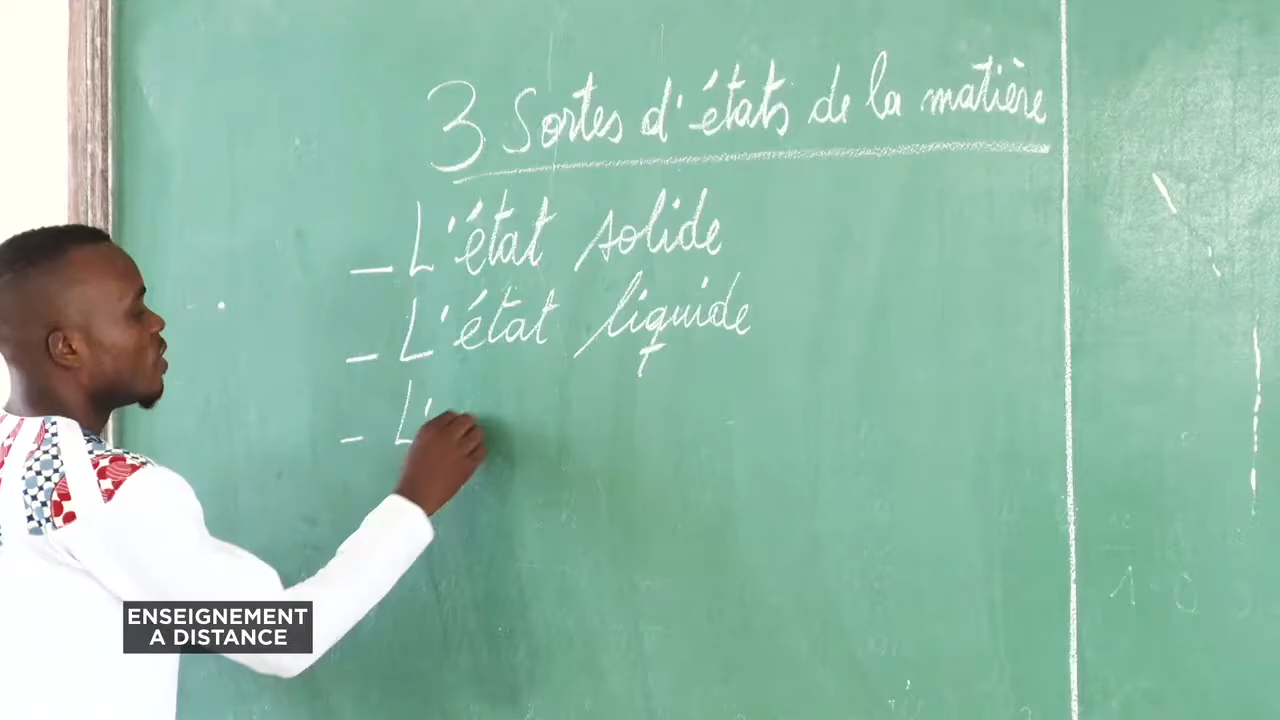 3 Sortes d'états de la matière
_ L'état solide
_ L'état liquide
_ L'
ENSEIGNEMENT
A DISTANCE